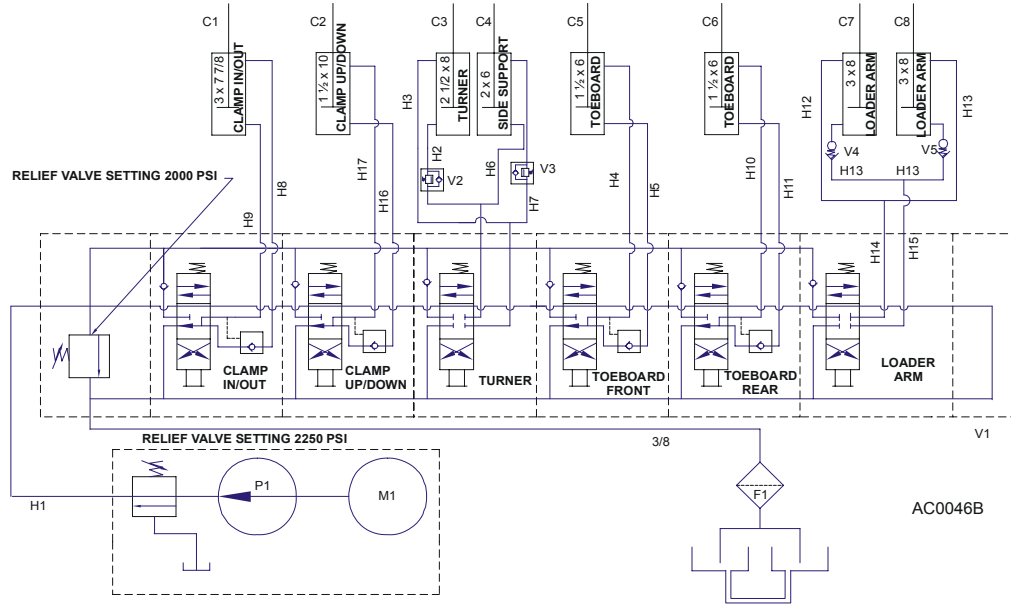 C1
C2
C3
C4
C5
C6
C7
C8
3 x 7 7/8
CLAMP IN/OUT
1 ½ x 10
CLAMP UP/DOWN
2 1/2 x 8
TURNER
2 x 6
SIDE SUPPORT
1 ½ x 6
TOEBOARD
1 ½ x 6
TOEBOARD
3 x 8
LOADER ARM
3 x 8
LOADER ARM
H3
H12
H13
H2
V2
H6
V3
H7
V4
V5
H13
H13
RELIEF VALVE SETTING 2000 PSI
H9
H8
H17
H16
H4
H5
H10
H11
H14
H15
CLAMP
IN/OUT
CLAMP
UP/DOWN
TURNER
TOEBOARD
FRONT
TOEBOARD
REAR
LOADER
ARM
V1
RELIEF VALVE SETTING 2250 PSI
3/8
H1
P1
M1
F1
AC0046B